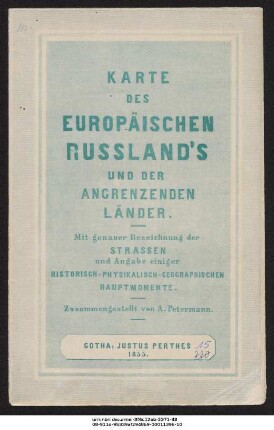 KARTE
DES
EUROPÄISCHEN
RUSSLAND'S
UND DER
ANGRENZENDEN
LÄNDER.
Mit genauer Bezeichnung der
STRASSEN
und Angabe einiger
HISTORISCH-PHYSIKALISCH-GEOGRAPHISCHEN
HAUPTMOMENTE.
Zusammengestellt von A. Petermann.
GOTHA: JUSTUS PERTHES
1855.
15